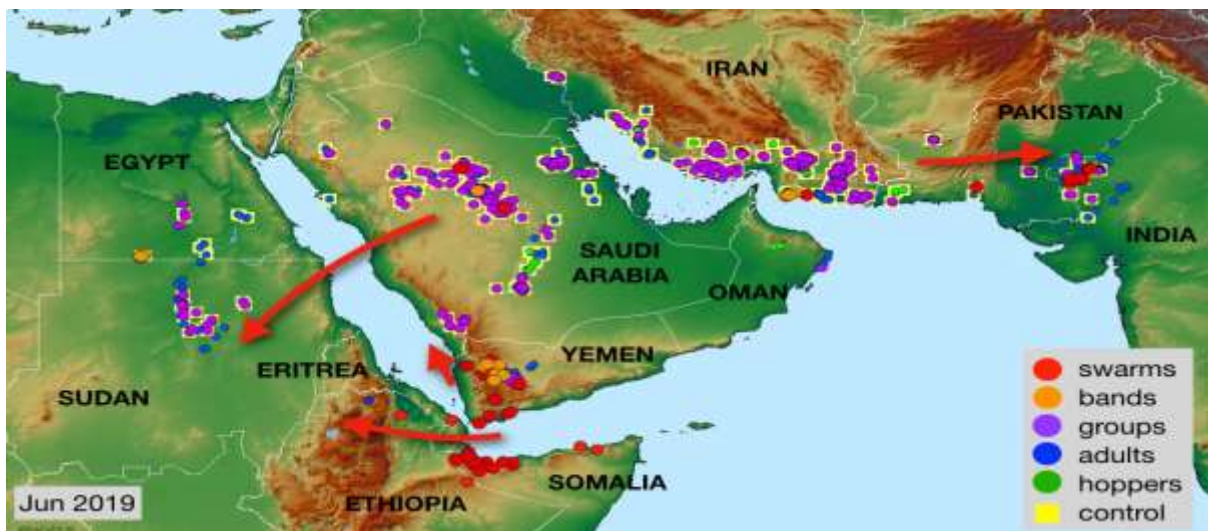 IRAN
PAKISTAN
EGYPT
INDIA
SAUDI
ARABIA
OMAN
YEMEN
ERITREA
SUDAN
SOMALIA
ETHIOPIA
swarms
bands
groups
adults
hoppers
control
Jun 2019